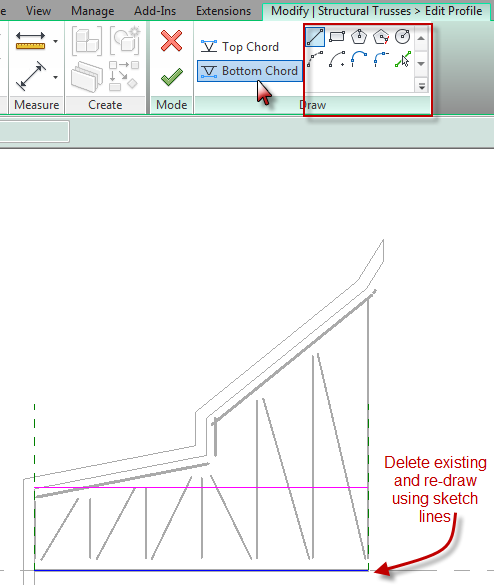 e View Manage Add-Ins Extensions Modify | Structural Trusses > Edit Profile
Top Chord
Bottom Chord
Measure Create Mode Draw
Delete existing
and re-draw
using sketch
lines